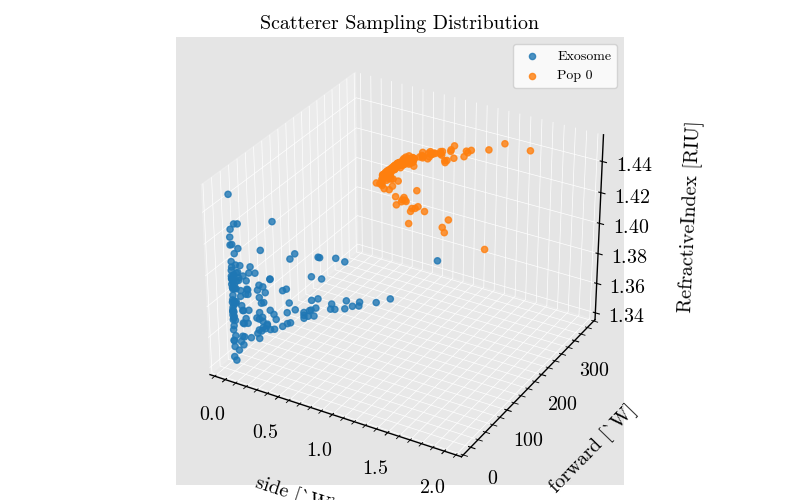 Scatterer Sampling Distribution
Exosome
Pop 0
1.44
1.42
1.40
1.38
1.36
1.34
RefractiveIndex [RIU]
300
200
100
0
forward [`W]
0.0
0.5
1.0
1.5
2.0
side [`W]